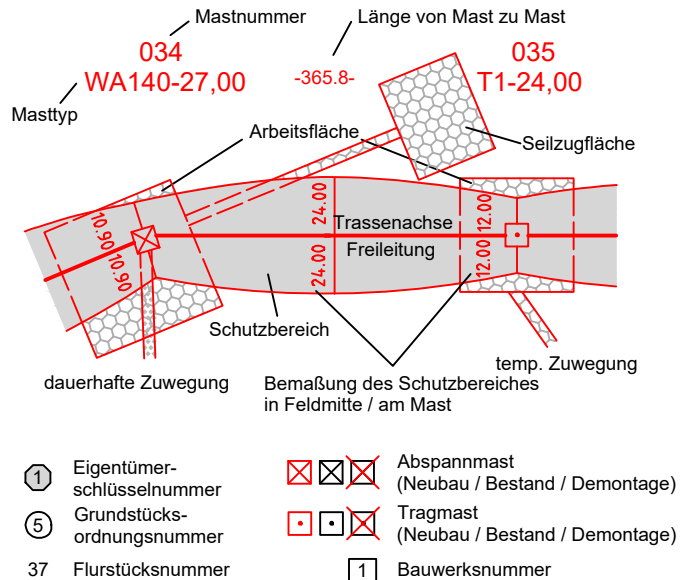 Mastnummer
Länge von Mast zu Mast
034
035
WA140-27,00
-365.8-
T1-24,00
Masttyp
Arbeitsfläche
Seilzugfläche
10.90
10.90
24.00
24.00
12.00
12.00
Trassenachse
Freileitung
Schutzbereich
dauerhafte Zuwegung
temp. Zuwegung
Bemaßung des Schutzbereiches
in Feldmitte / am Mast
1
Eigentümer-
schlüsselnummer
Abspannmast
(Neubau / Bestand / Demontage)
5
Grundstücks-
ordnungsnummer
Tragmast
(Neubau / Bestand / Demontage)
37
Flurstücksnummer
1
Bauwerksnummer